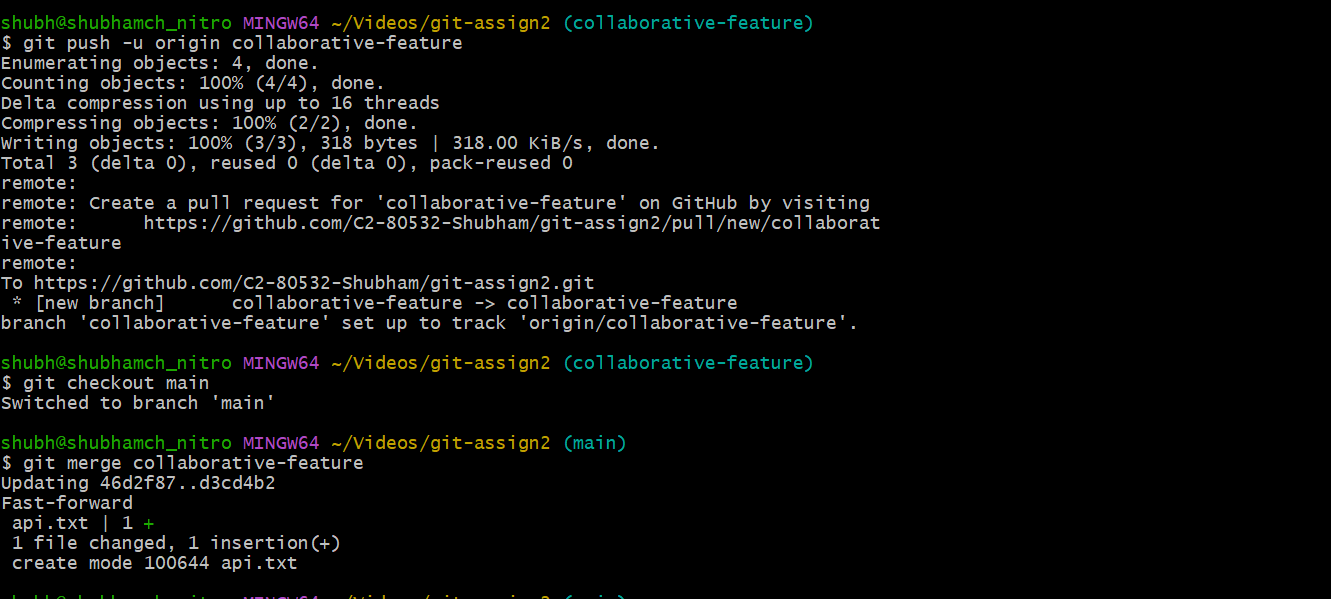 shubh@shubhamch_nitro MINGW64 ~/Videos/git-assign2 (collaborative-feature)
$ git push -u origin collaborative-feature
Enumerating objects: 4, done.
Counting objects: 100% (4/4), done.
Delta compression using up to 16 threads
Compressing objects: 100% (2/2), done.
Writing objects: 100% (3/3), 318 bytes | 318.00 KiB/s, done.
Total 3 (delta 0), reused 0 (delta 0), pack-reused 0
remote:
remote: Create a pull request for 'collaborative-feature' on GitHub by visiting
remote:      https://github.com/C2-80532-Shubham/git-assign2/pull/new/collaborat
ive-feature
remote:
To https://github.com/C2-80532-Shubham/git-assign2.git
 * [new branch]      collaborative-feature -> collaborative-feature
branch 'collaborative-feature' set up to track 'origin/collaborative-feature'.
shubh@shubhamch_nitro MINGW64 ~/Videos/git-assign2 (collaborative-feature)
$ git checkout main
Switched to branch 'main'
shubh@shubhamch_nitro MINGW64 ~/Videos/git-assign2 (main)
$ git merge collaborative-feature
Updating 46d2f87..d3cd4b2
Fast-forward
 api.txt | 1 +
 1 file changed, 1 insertion(+)
 create mode 100644 api.txt